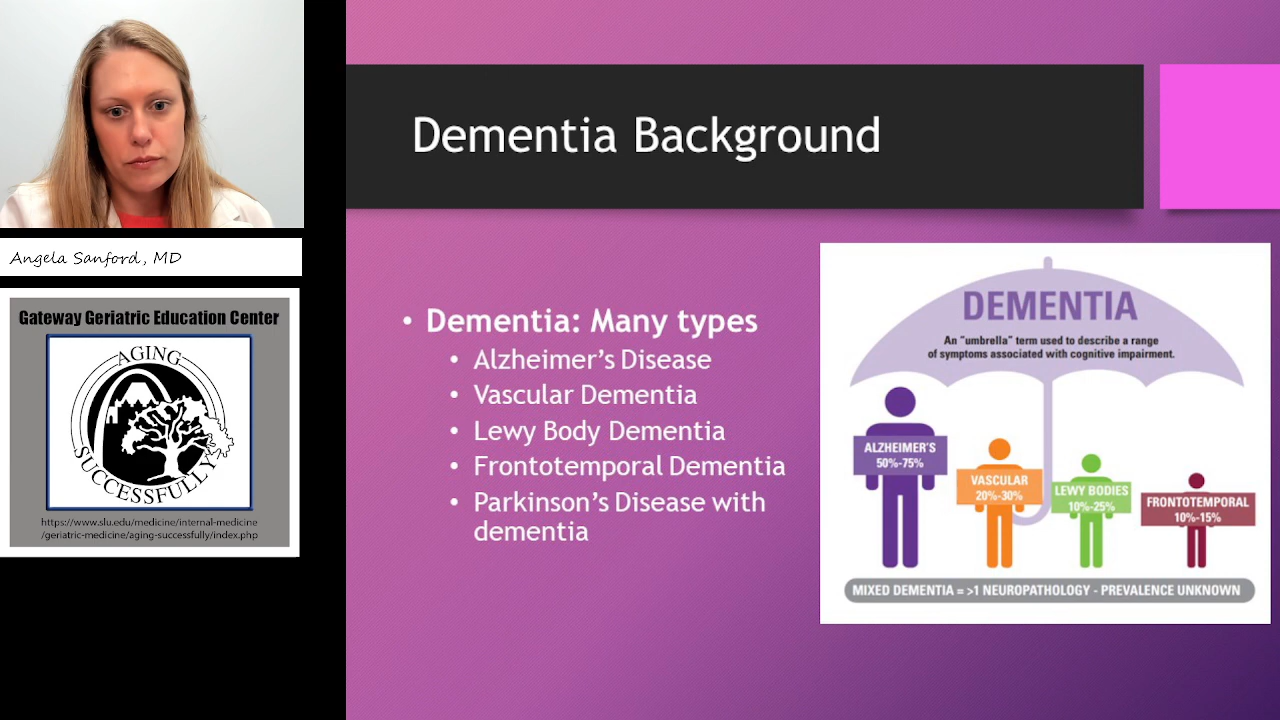 Angela Sanford, MD
Gateway Geriatric Education Center
AGING
SUCCESSFULLY
https://www.slu.edu/medicine/internal-medicine
/geriatric-medicine/aging-successfully/index.php
Dementia Background
• Dementia: Many types
• Alzheimer’s Disease
• Vascular Dementia
• Lewy Body Dementia
• Frontotemporal Dementia
• Parkinson’s Disease with
dementia
DEMENTIA
An “umbrella” term used to describe a range
of symptoms associated with cognitive impairment.
ALZHEIMER’S
50%-75%
VASCULAR
20%-30%
LEWY BODIES
10%-25%
FRONTOTEMPORAL
10%-15%
MIXED DEMENTIA = >1 NEUROPATHOLOGY - PREVALENCE UNKNOWN